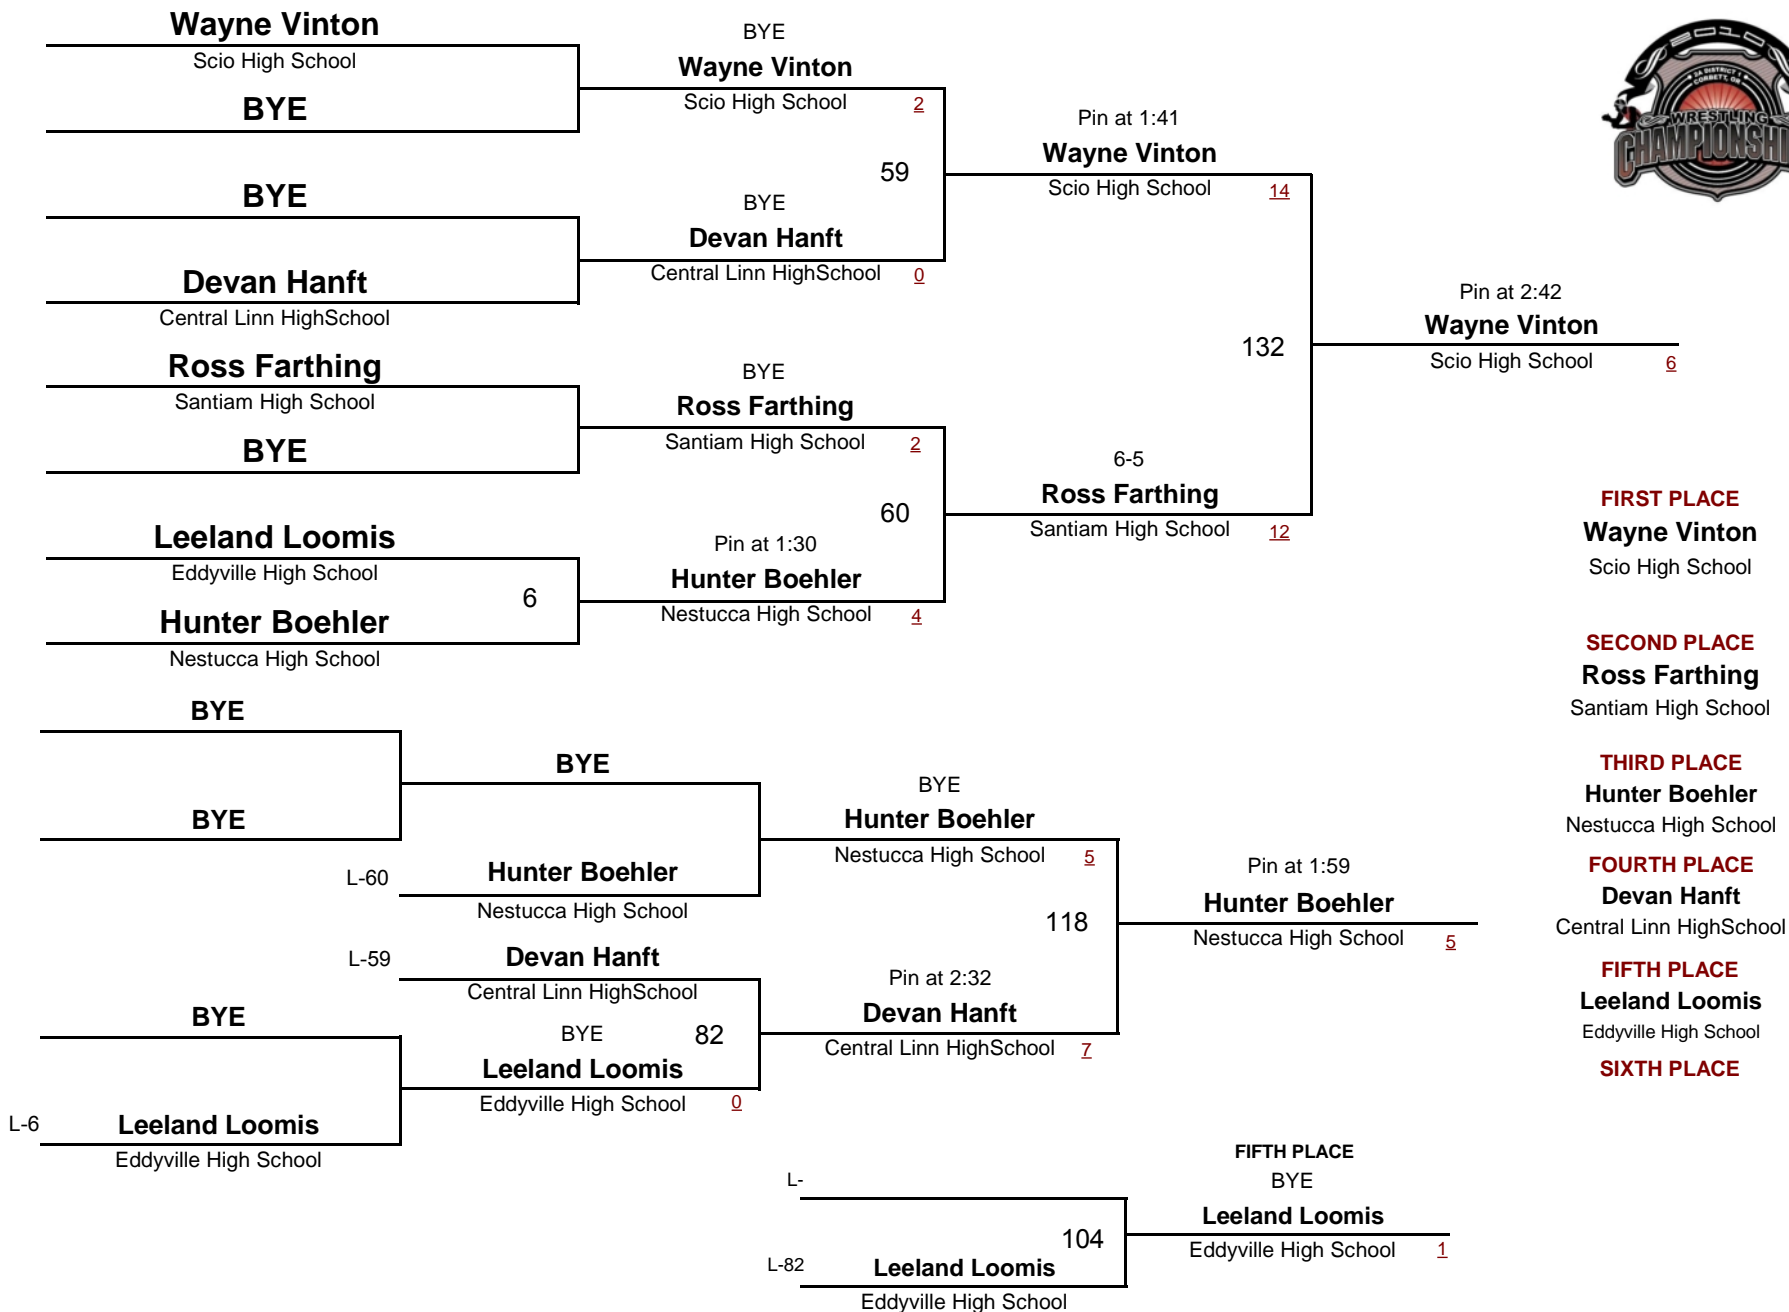 Wayne Vinton
Scio High School
BYE
BYE
Devan Hanft
Central Linn HighSchool
Ross Farthing
Santiam High School
BYE
Leeland Loomis
Eddyville High School
6
Hunter Boehler
Nestucca High School
BYE
Wayne Vinton
Scio High School 2
59
BYE
Devan Hanft
Central Linn HighSchool 0
BYE
Ross Farthing
Santiam High School 2
60
Pin at 1:30
Hunter Boehler
Nestucca High School 4
Pin at 1:41
Wayne Vinton
Scio High School 14
132
6-5
Ross Farthing
Santiam High School 12
Pin at 2:42
Wayne Vinton
Scio High School 6
2010
3A DISTRICT 1
CORBETT, OR
WRESTLING
FIRST PLACE
Wayne Vinton
Scio High School
SECOND PLACE
Ross Farthing
Santiam High School
THIRD PLACE
Hunter Boehler
Nestucca High School
FOURTH PLACE
Devan Hanft
Central Linn HighSchool
FIFTH PLACE
Leeland Loomis
Eddyville High School
SIXTH PLACE
BYE
BYE
BYE
L-60 Hunter Boehler
Nestucca High School
L-59 Devan Hanft
Central Linn HighSchool
BYE
BYE 82
Leeland Loomis
Eddyville High School 0
L-6 Leeland Loomis
Eddyville High School
BYE
Hunter Boehler
Nestucca High School 5
118
Pin at 2:32
Devan Hanft
Central Linn HighSchool 7
Pin at 1:59
Hunter Boehler
Nestucca High School 5
FIFTH PLACE
L-
BYE
Leeland Loomis
104
Eddyville High School 1
L-82 Leeland Loomis
Eddyville High School